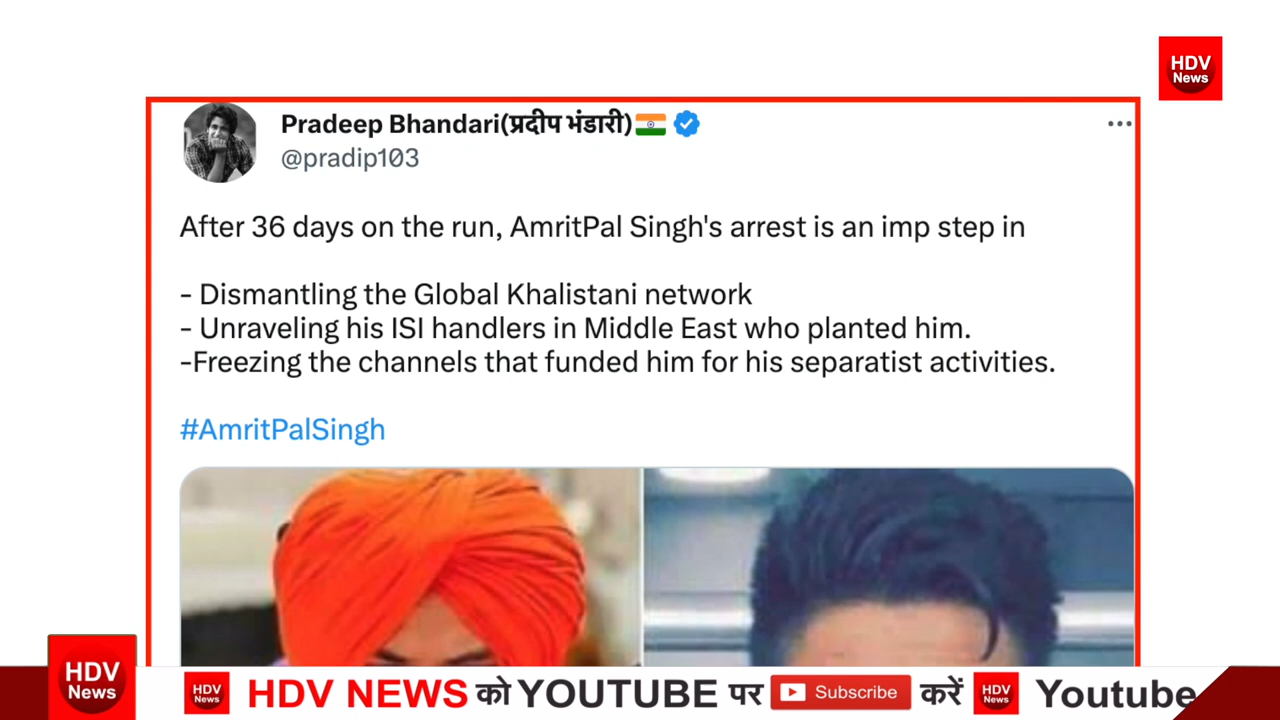 HDV
News
Pradeep Bhandari(प्रदीप भंडारी)
@pradip103
After 36 days on the run, AmritPal Singh's arrest is an imp step in
- Dismantling the Global Khalistani network
- Unraveling his ISI handlers in Middle East who planted him.
-Freezing the channels that funded him for his separatist activities.
#AmritPalSingh
HDV
News
HDV
News
HDV NEWS को YOUTUBE पर Subscribe करें
HDV
News
Youtube